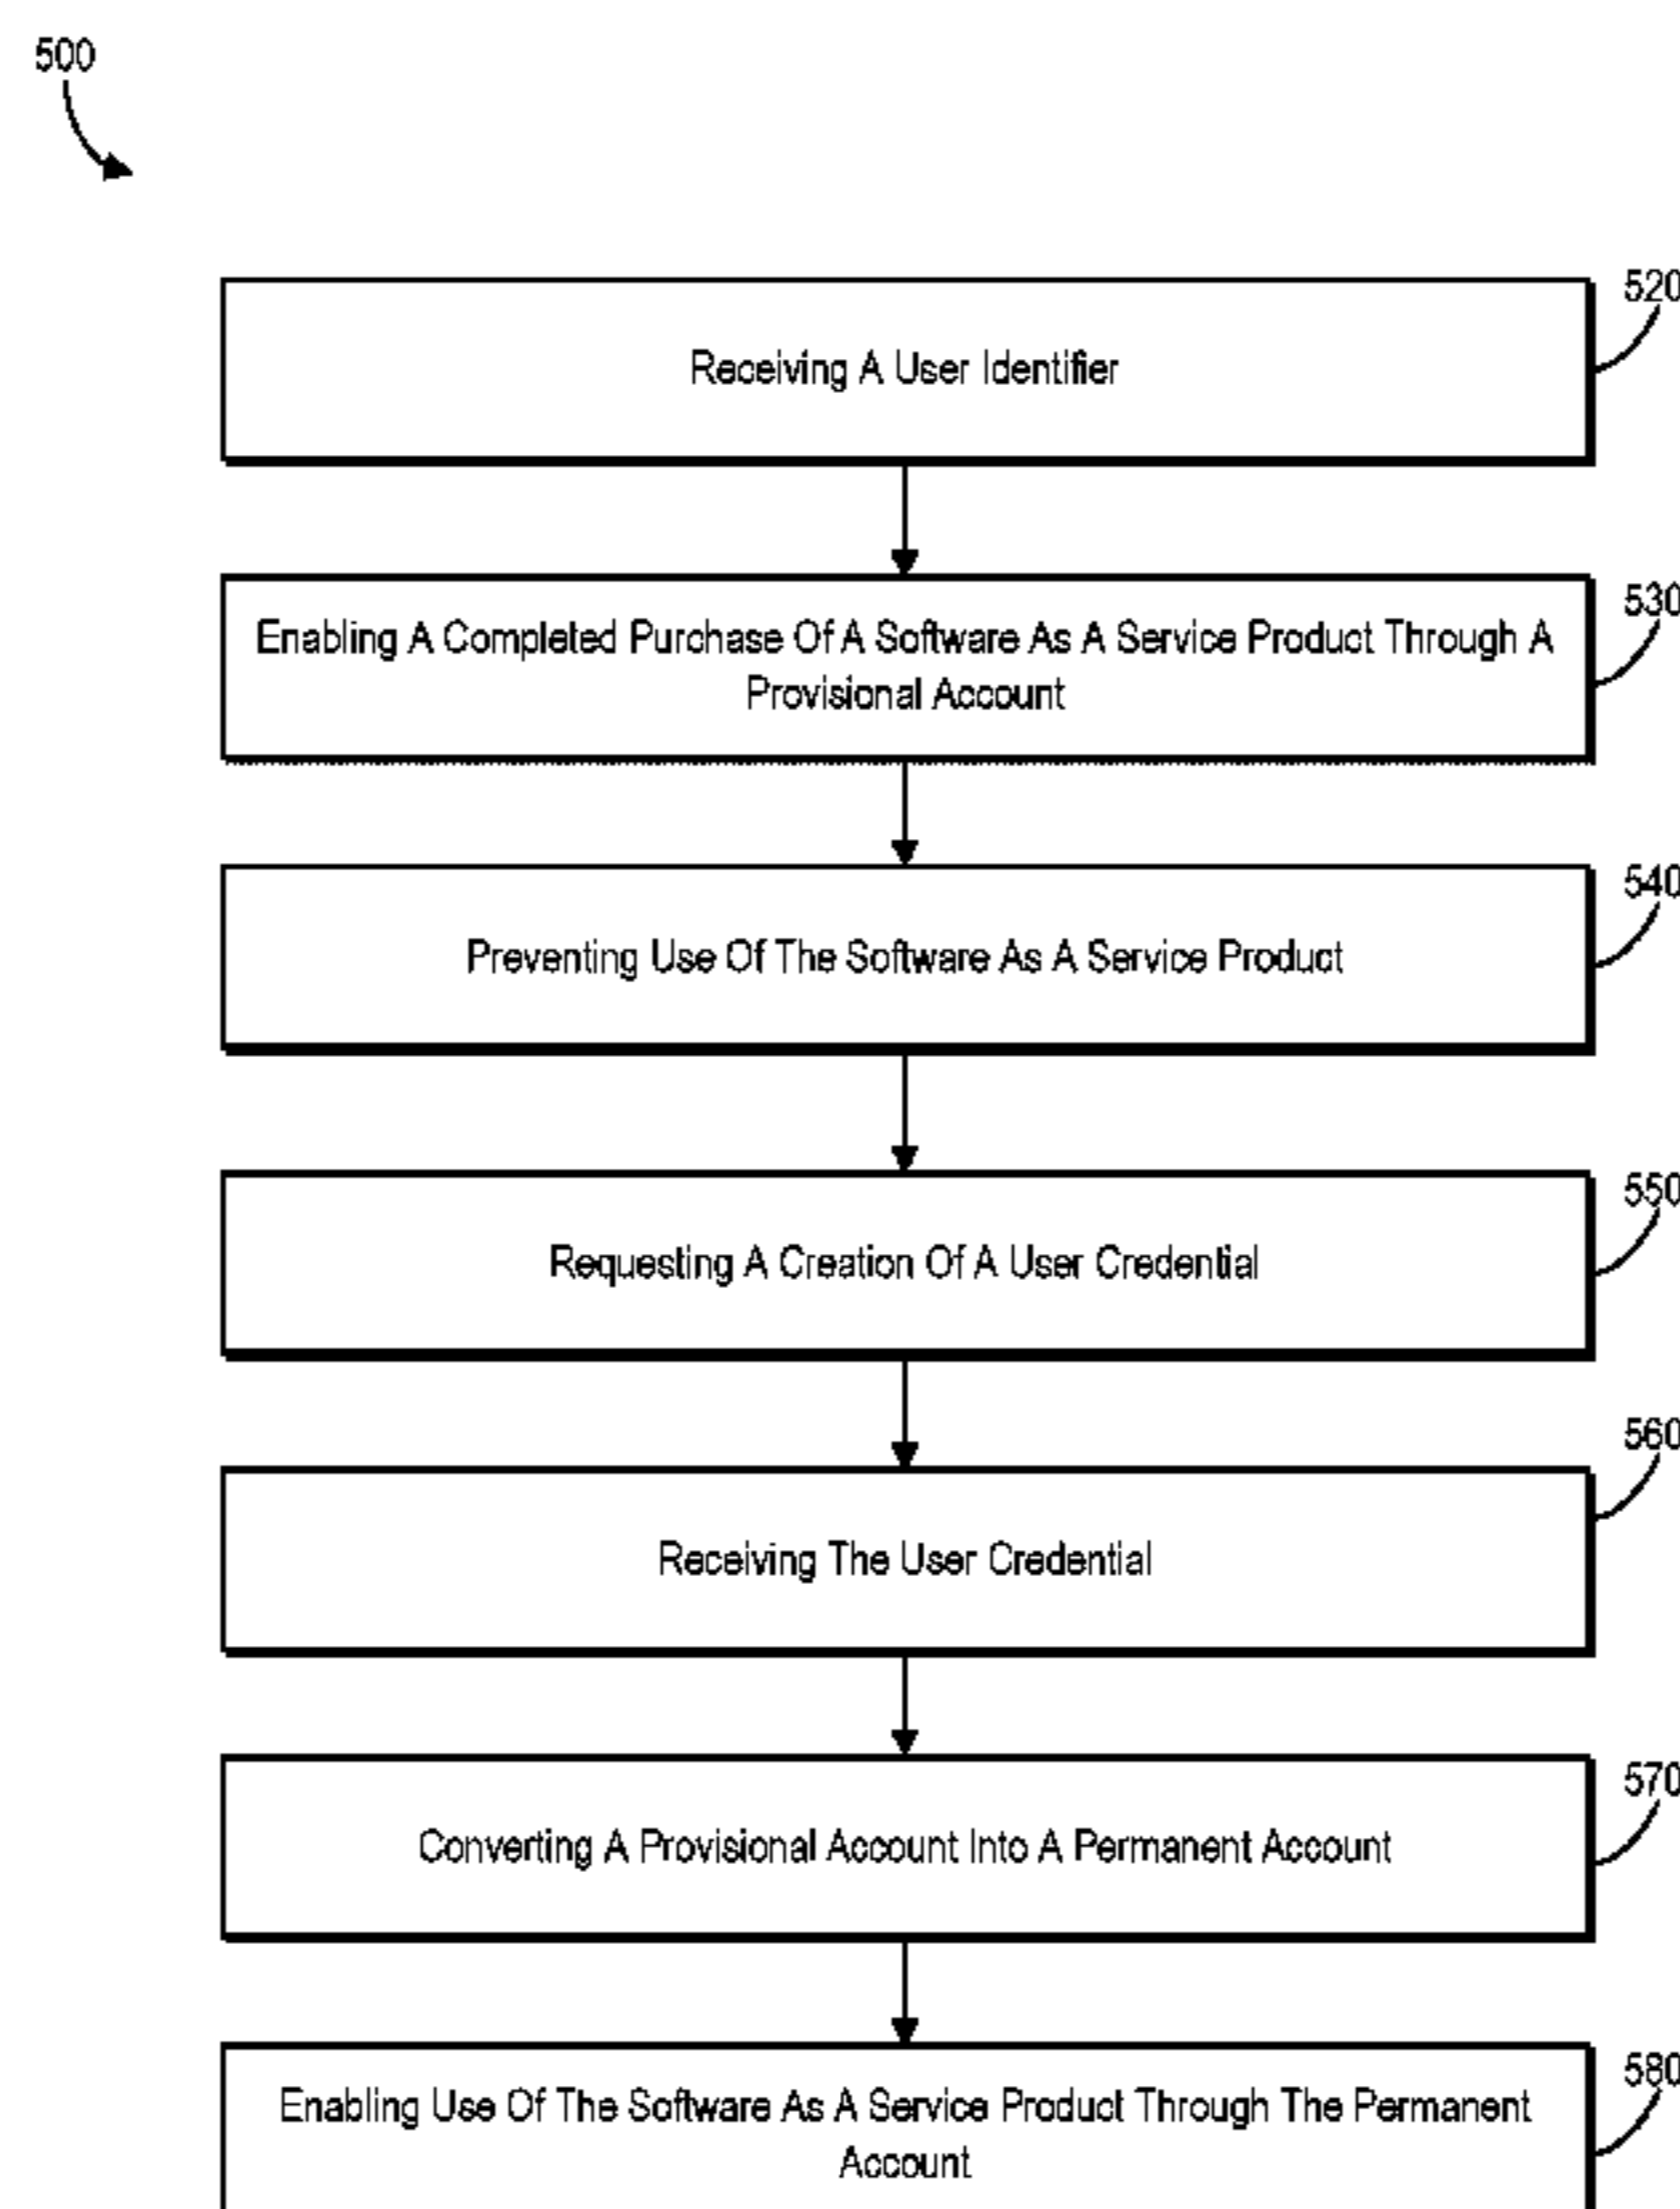 500
520
Receiving A User Identifier
530
Enabling A Completed Purchase Of A Software As A Service Product Through A
Provisional Account
540
Preventing Use Of The Software As A Service Product
550
Requesting A Creation Of A User Credential
560
Receiving The User Credential
570
Converting A Provisional Account Into A Permanent Account
580
Enabling Use Of The Software As A Service Product Through The Permanent
Account